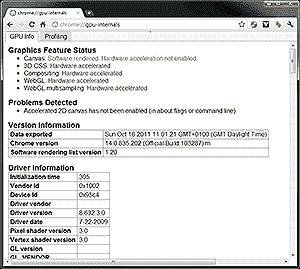 chrome://gpu-internals
chrome://gpu-internals
GPU Info Profiling
Graphics Feature Status
Canvas: Software rendered. Hardware acceleration not enabled.
3D CSS: Hardware accelerated
Compositing: Hardware accelerated
WebGL: Hardware accelerated
WebGL multisampling: Hardware accelerated
Problems Detected
Accelerated 2D canvas has not been enabled (in about:flags or command line)
Version Information
Data exported Sun Oct 16 2011 11:01:21 GMT+0100 (GMT Daylight Time)
Chrome version 14.0.835.202 (Official Build 103287) m
Software rendering list version 1.20
Driver Information
Initialization time 305
Vendor Id 0x1002
Device Id 0x95c4
Driver vendor
Driver version 8.632.3.0
Driver date 7-22-2009
Pixel shader version 3.0
Vertex shader version 3.0
GL version
GL_VENDOR